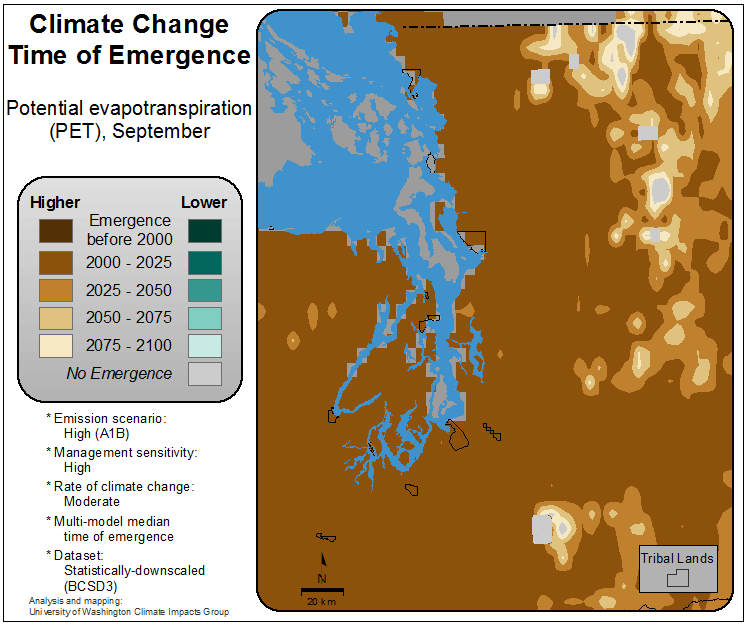 Climate Change
Time of Emergence
Potential evapotranspiration
(PET), September
Higher Lower
Emergence
before 2000
2000 - 2025
2025 - 2050
2050 - 2075
2075 - 2100
No Emergence
* Emission scenario:
High (A1B)
* Management sensitivity:
High
* Rate of climate change:
Moderate
* Multi-model median
time of emergence
* Dataset:
Statistically-downscaled
(BCSD3)
Analysis and mapping:
University of Washington Climate Impacts Group
N
20 km
Tribal Lands